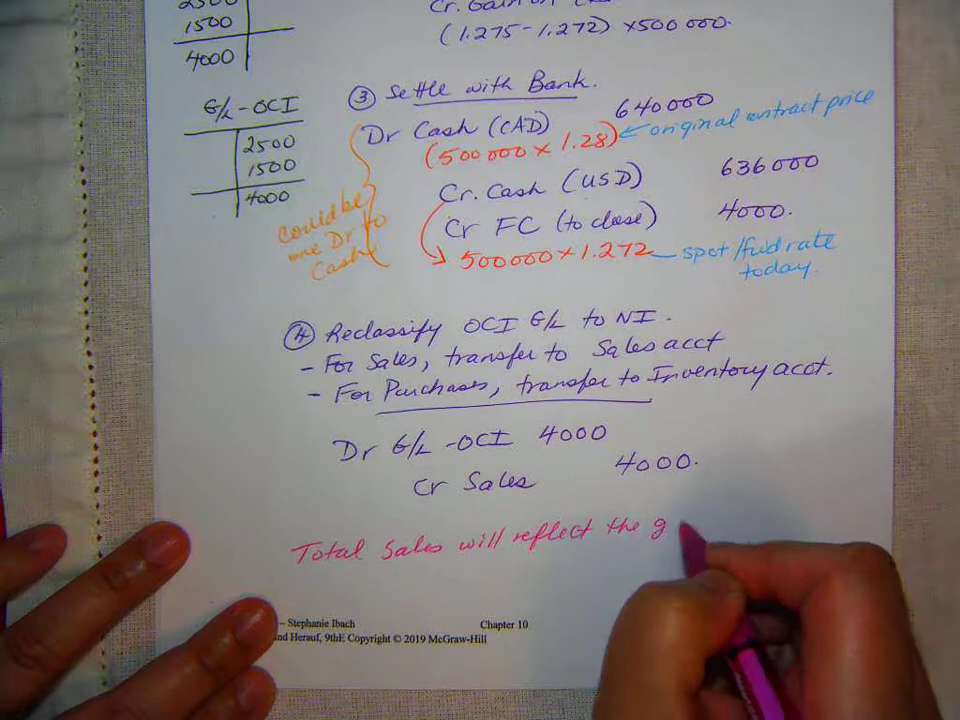 2500
1500
4000
(1.275-1.272) x500 000.
G/L-OCI
2500
1500
4000
③ Settle with Bank.
Dr Cash (CAD) 640000
(500000 x 1.28) ← original contract price
Cr. Cash (USD) 636000
Cr FC (to close) 4000.
500000 x 1.272 spot/fwd rate
today.
could be
one Dr to
Cash
④ Reclassify OCI G/L to NI.
- For Sales, transfer to Sales acct
- For Purchases, transfer to Inventory acct.
Dr G/L -OCI 4000
Cr Sales 4000.
Total Sales will reflect the g
– Stephanie Ibach Chapter 10
and Herauf, 9thE Copyright © 2019 McGraw-Hill